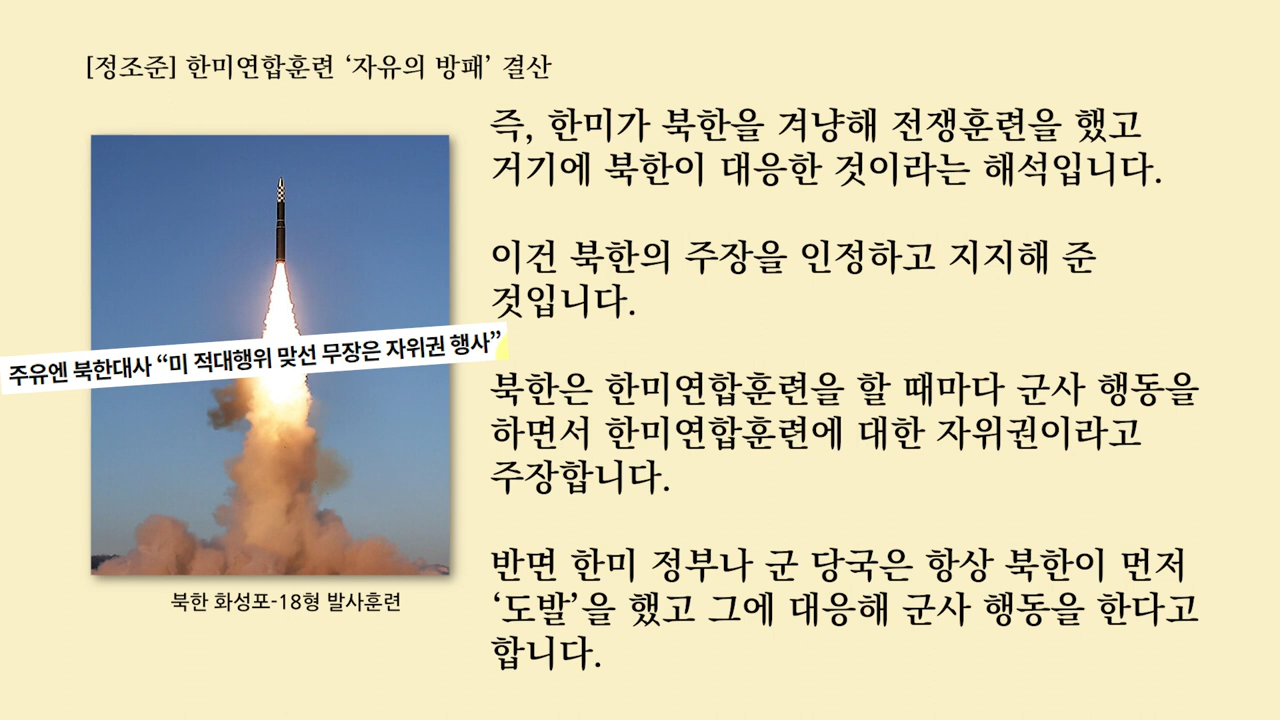 [정조준] 한미연합훈련 ‘자유의 방패’ 결산
즉, 한미가 북한을 겨냥해 전쟁훈련을 했고
거기에 북한이 대응한 것이라는 해석입니다.
이건 북한의 주장을 인정하고 지지해 준
것입니다.
주유엔 북한대사 “미 적대행위 맞선 무장은 자위권 행사”
북한은 한미연합훈련을 할 때마다 군사 행동을
하면서 한미연합훈련에 대한 자위권이라고
주장합니다.
반면 한미 정부나 군 당국은 항상 북한이 먼저
‘도발’을 했고 그에 대응해 군사 행동을 한다고
합니다.
북한 화성포-18형 발사훈련